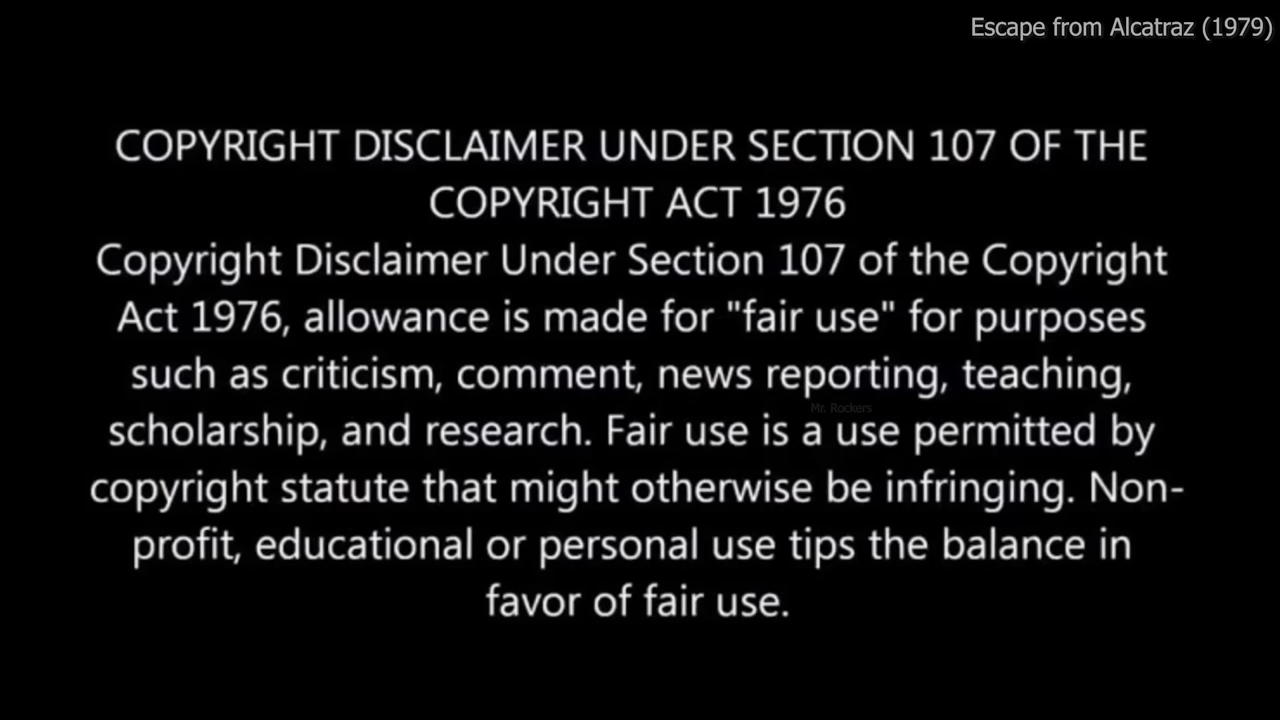 Escape from Alcatraz (1979)
COPYRIGHT DISCLAIMER UNDER SECTION 107 OF THE
COPYRIGHT ACT 1976
Copyright Disclaimer Under Section 107 of the Copyright
Act 1976, allowance is made for "fair use" for purposes
such as criticism, comment, news reporting, teaching,
Mr. Rockers
scholarship, and research. Fair use is a use permitted by
copyright statute that might otherwise be infringing. Non-
profit, educational or personal use tips the balance in
favor of fair use.